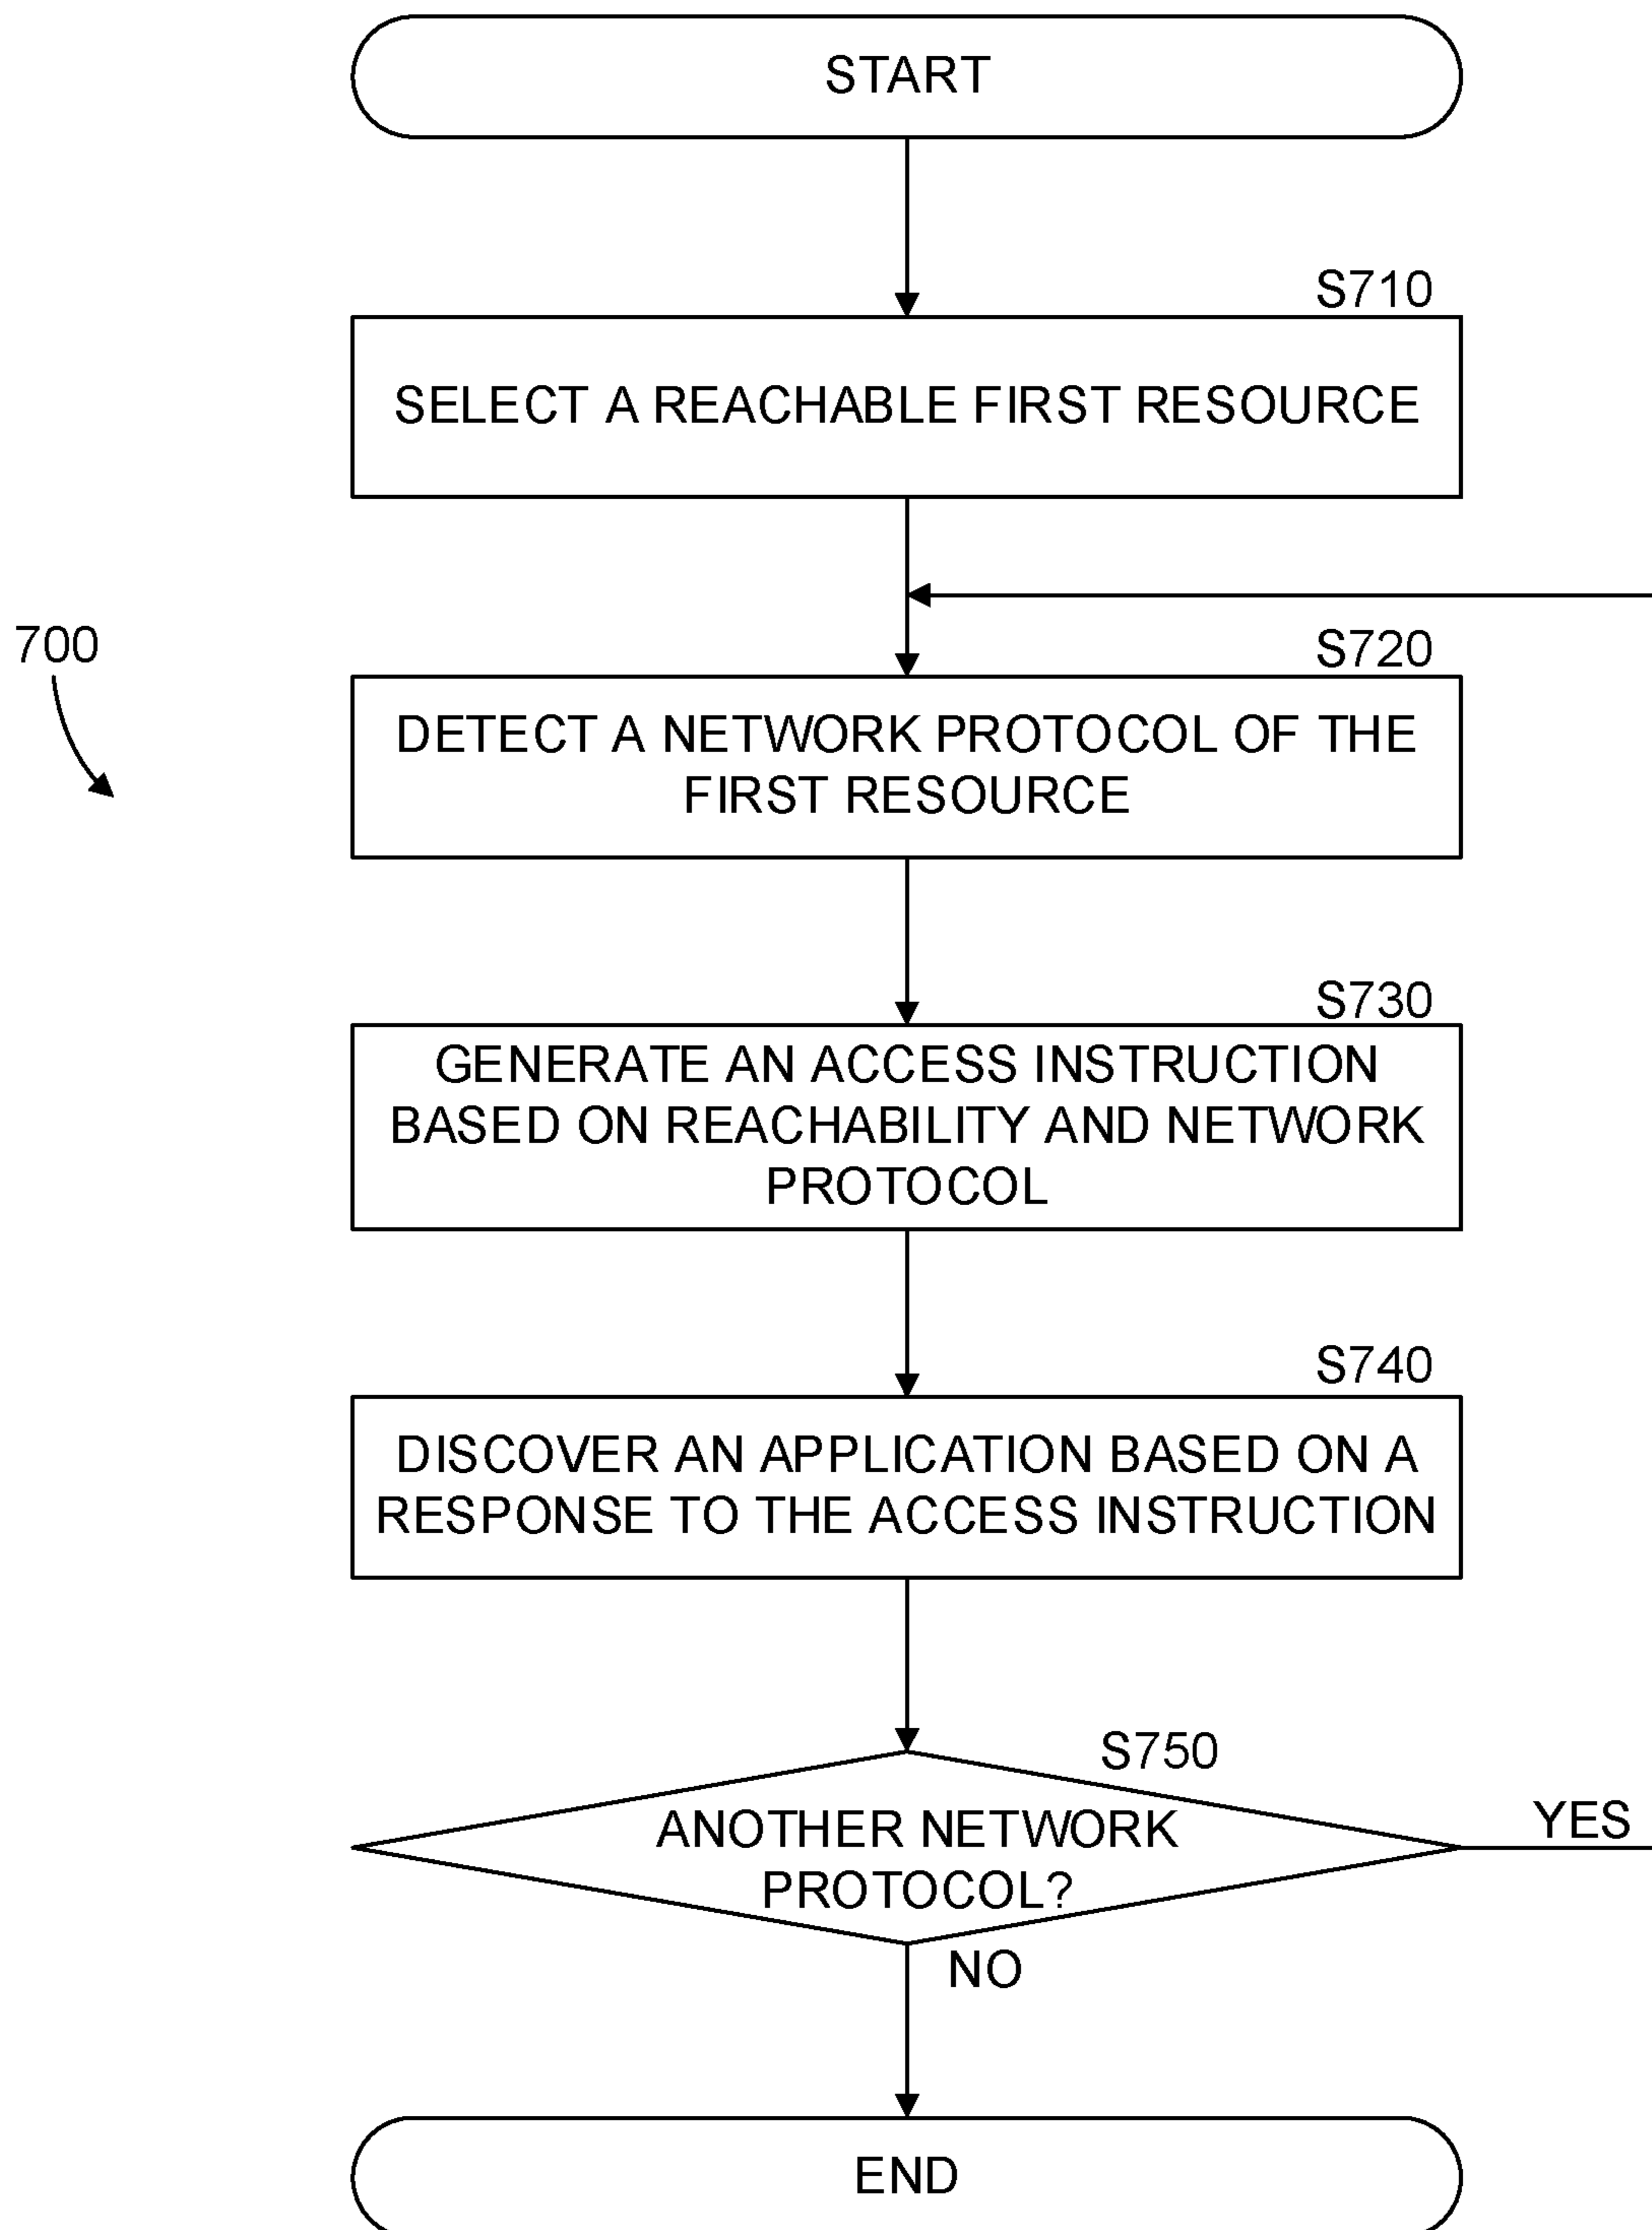 START
S710
SELECT A REACHABLE FIRST RESOURCE
700
S720
DETECT A NETWORK PROTOCOL OF THE
FIRST RESOURCE
S730
GENERATE AN ACCESS INSTRUCTION
BASED ON REACHABILITY AND NETWORK
PROTOCOL
S740
DISCOVER AN APPLICATION BASED ON A
RESPONSE TO THE ACCESS INSTRUCTION
S750
ANOTHER NETWORK
PROTOCOL?
YES
NO
END